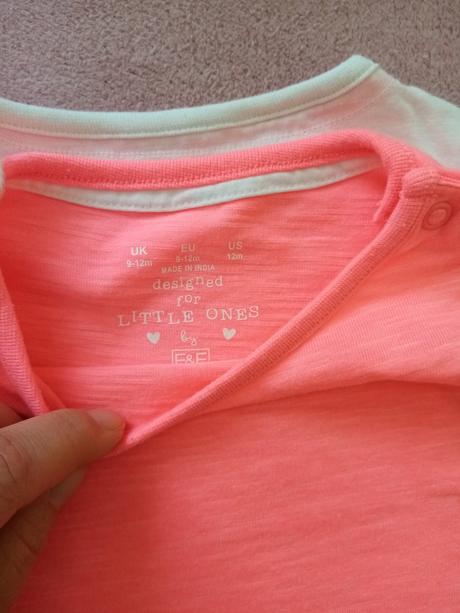 UK EU US
9-12m 9-12m 12m
MADE IN INDIA
designed
for
LITTLE ONES
by
F&F